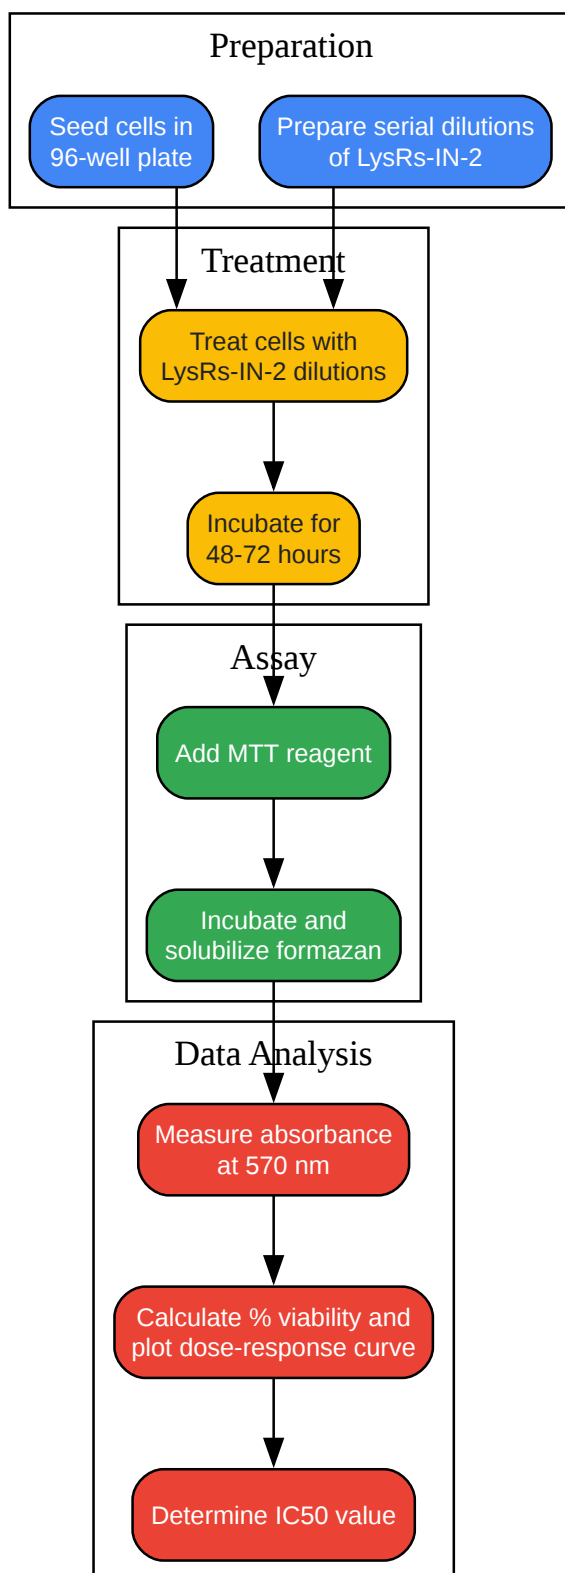 Preparation
Seed cells in
96-well plate
Prepare serial dilutions
of LysRs-IN-2
Treatment
Treat cells with
LysRs-IN-2 dilutions
Incubate for
48-72 hours
Assay
Add MTT reagent
Incubate and
solubilize formazan
Data Analysis
Measure absorbance
at 570 nm
Calculate % viability and
plot dose-response curve
Determine IC50 value